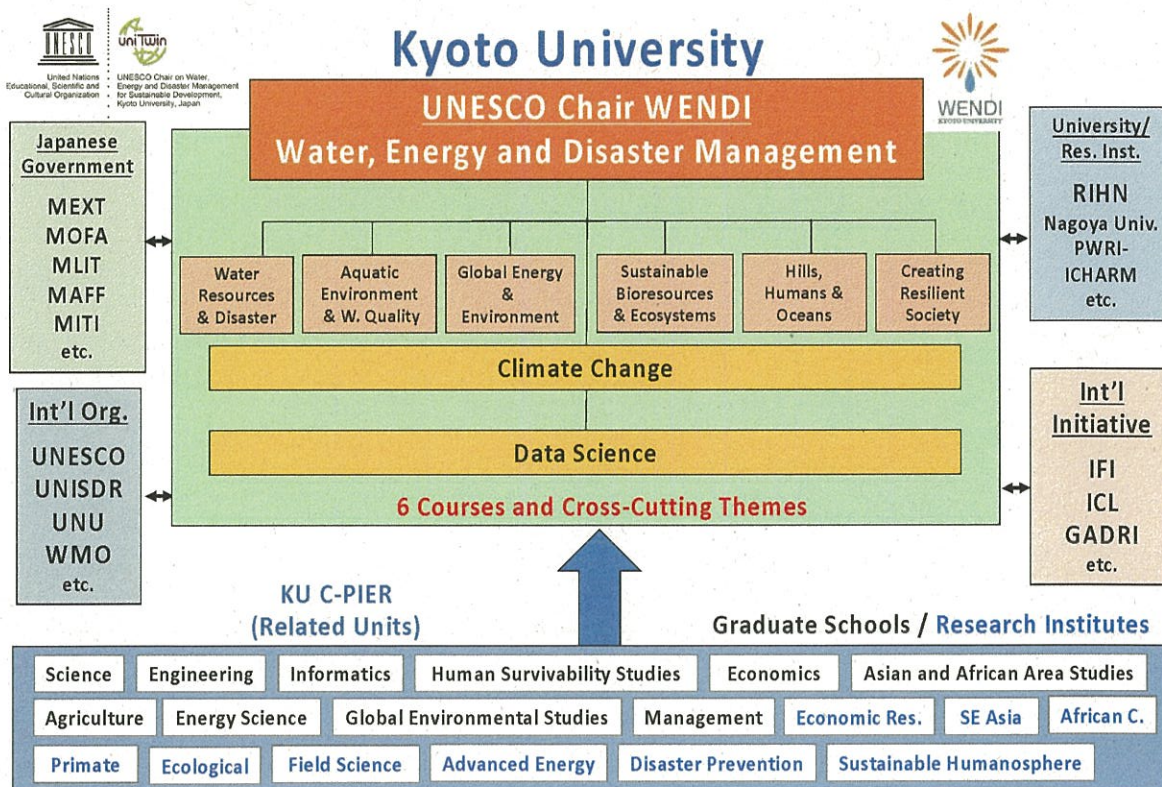 UNESCO
uniTwin
United Nations
Educational, Scientific and
Cultural Organization
UNESCO Chair on Water,
Energy and Disaster Management
for Sustainable Development,
Kyoto University, Japan
Kyoto University
WENDI
KYOTO UNIVERSITY
UNESCO Chair WENDI
Water, Energy and Disaster Management
Japanese
Government
MEXT
MOFA
MLIT
MAFF
MITI
etc.
University/
Res. Inst.
RIHN
Nagoya Univ.
PWRI-
ICHARM
etc.
Water
Resources
& Disaster
Aquatic
Environment
& W. Quality
Global Energy
&
Environment
Sustainable
Bioresources
& Ecosystems
Hills,
Humans &
Oceans
Creating
Resilient
Society
Climate Change
Data Science
6 Courses and Cross-Cutting Themes
Int'l Org.
UNESCO
UNISDR
UNU
WMO
etc.
Int'l
Initiative
IFI
ICL
GADRI
etc.
KU C-PIER
(Related Units)
Graduate Schools / Research Institutes
Science Engineering Informatics Human Survivability Studies Economics Asian and African Area Studies
Agriculture Energy Science Global Environmental Studies Management Economic Res. SE Asia African C.
Primate Ecological Field Science Advanced Energy Disaster Prevention Sustainable Humanosphere